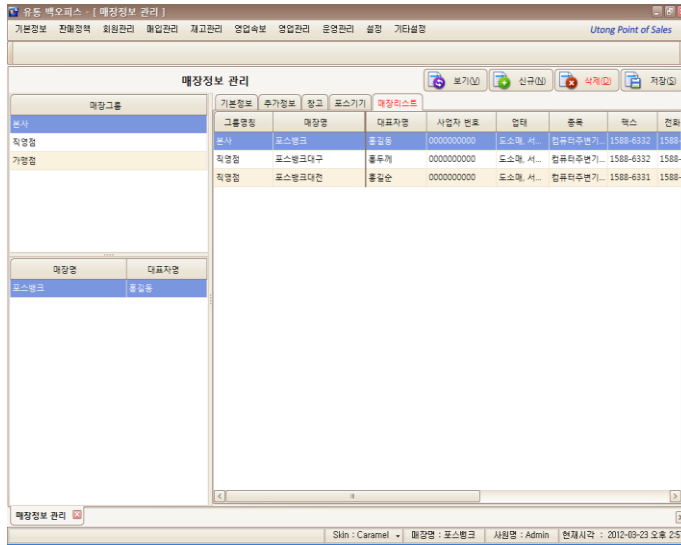 유통 백오피스 - [ 매장정보 관리 ]
기본정보 판매정책 회원관리 매입관리 재고관리 영업속보 영업관리 운영관리 설정 기타설정 Utong Point of Sales
매장정보 관리 보기(V) 신규(N) 삭제(D) 저장(S)
매장그룹
본사
직영점
가맹점
기본정보 추가정보 창고 포스기기 매장리스트
그룹명칭 매장명 대표자명 사업자 번호 업태 종목 팩스 전화
본사 포스뱅크 홍길동 0000000000 도소매, 서... 컴퓨터주변기... 1588-6332 1588-
직영점 포스뱅크대구 홍두께 0000000000 도소매, 서... 컴퓨터주변기... 1588-6332 1588-
직영점 포스뱅크대전 홍길순 0000000000 도소매, 서... 컴퓨터주변기... 1588-6331 1588-
매장명 대표자명
포스뱅크 홍길동
매장정보 관리
Skin : Caramel 매장명 : 포스뱅크 사원명 : Admin 현재시각 : 2012-03-23 오후 2:5